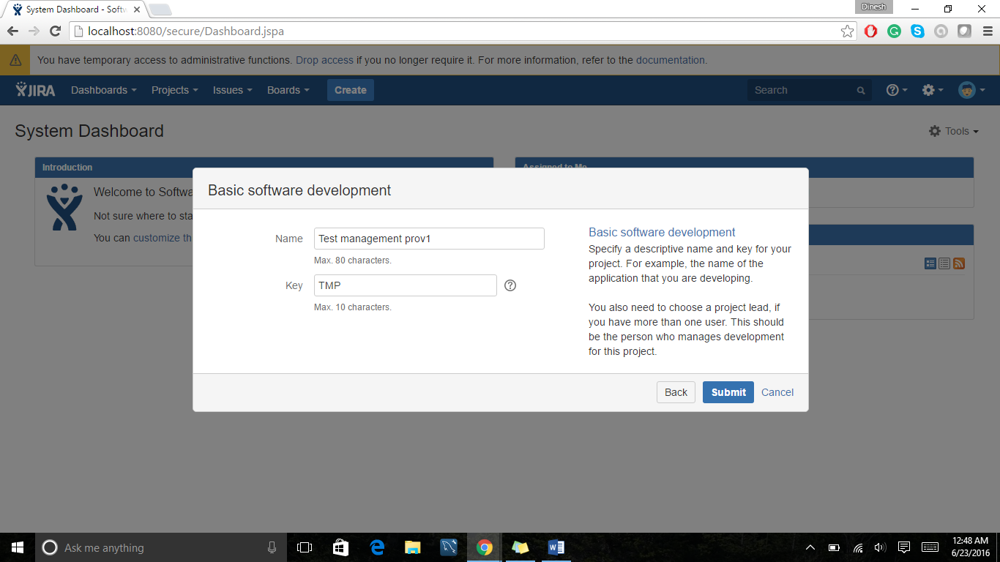 System Dashboard - Softw
Dinesh
localhost:8080/secure/Dashboard.jspa
You have temporary access to administrative functions. Drop access if you no longer require it. For more information, refer to the documentation.
JIRA Dashboards Projects Issues Boards Create Search
System Dashboard
Tools
Introduction
Assigned to Me
Welcome to Softwa
Not sure where to sta
You can customize th
Basic software development
Name Test management prov1
Max. 80 characters.
Key TMP
Max. 10 characters.
Basic software development
Specify a descriptive name and key for your
project. For example, the name of the
application that you are developing.
You also need to choose a project lead, if
you have more than one user. This should
be the person who manages development
for this project.
Back Submit Cancel
Ask me anything
12:48 AM
6/23/2016